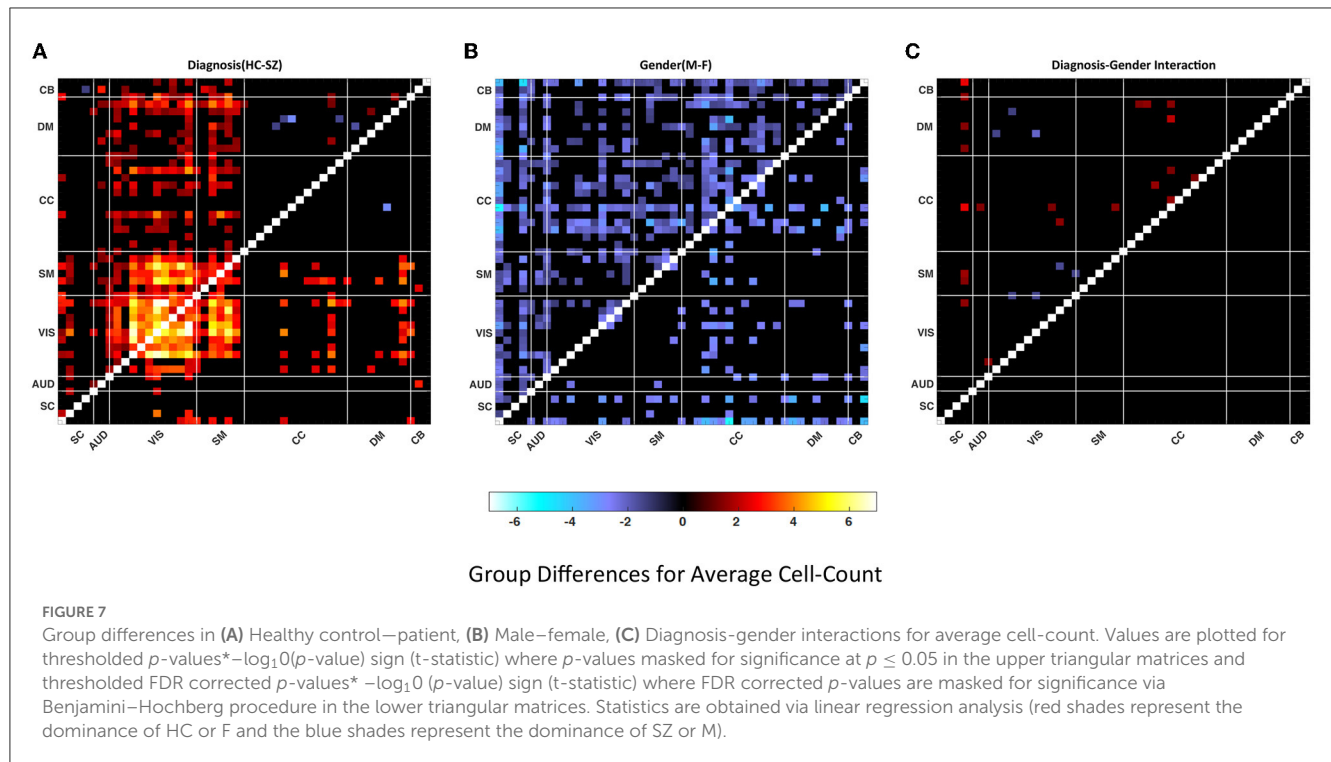 A
B
C
Diagnosis(HC-SZ)
Gender(M-F)
Diagnosis-Gender Interaction
CB
DM
CC
SM
VIS
AUD
SC
SC
AUD
VIS
SM
CC
DM
CB
CB
DM
CC
SM
VIS
AUD
SC
SC
AUD
VIS
SM
CC
DM
CB
CB
DM
CC
SM
VIS
AUD
SC
SC
AUD
VIS
SM
CC
DM
CB
-6 -4 -2 0 2 4 6
Group Differences for Average Cell-Count
FIGURE 7
Group differences in (A) Healthy control—patient, (B) Male–female, (C) Diagnosis-gender interactions for average cell-count. Values are plotted for
thresholded p-values*−log₁0(p-value) sign (t-statistic) where p-values masked for significance at p ≤ 0.05 in the upper triangular matrices and
thresholded FDR corrected p-values* −log₁0 (p-value) sign (t-statistic) where FDR corrected p-values are masked for significance via
Benjamini–Hochberg procedure in the lower triangular matrices. Statistics are obtained via linear regression analysis (red shades represent the
dominance of HC or F and the blue shades represent the dominance of SZ or M).